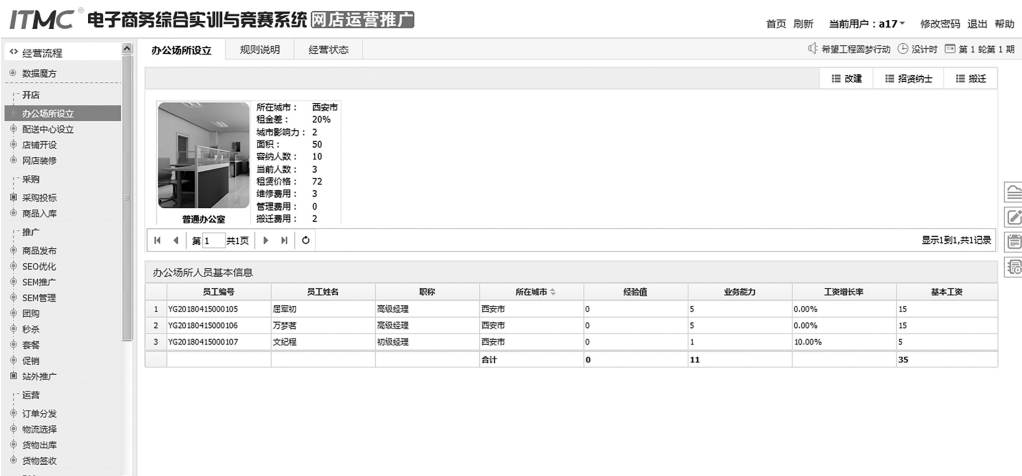 ITMC® 电子商务综合实训与竞赛系统 网店运营推广
首页 刷新 当前用户：a17 修改密码 退出 帮助
经营流程
办公场所设立 规则说明 经营状态
希望工程圆梦行动 没计时 第 1 轮第 1 期
数据魔方
开店
办公场所设立
配送中心设立
店铺开设
网店装修
采购
采购投标
商品入库
推广
商品发布
SEO优化
SEM推广
SEM管理
团购
秒杀
套餐
促销
站外推广
运营
订单分发
物流选择
货物出库
货物签收
改建 招贤纳士 搬迁
所在城市： 西安市
租金差： 20%
城市影响力： 2
面积： 50
容纳人数： 10
当前人数： 3
租赁价格： 72
维修费用： 3
管理费用： 0
搬迁费用： 2
普通办公室
第 1 共1页
显示1到1,共1记录
办公场所人员基本信息
员工编号 员工姓名 职称 所在城市 经验值 业务能力 工资增长率 基本工资
1 YG20180415000105 屈军初 高级经理 西安市 0 5 0.00% 15
2 YG20180415000106 万梦茗 高级经理 西安市 0 5 0.00% 15
3 YG20180415000107 文纪程 初级经理 西安市 0 1 10.00% 5
合计 0 11 35